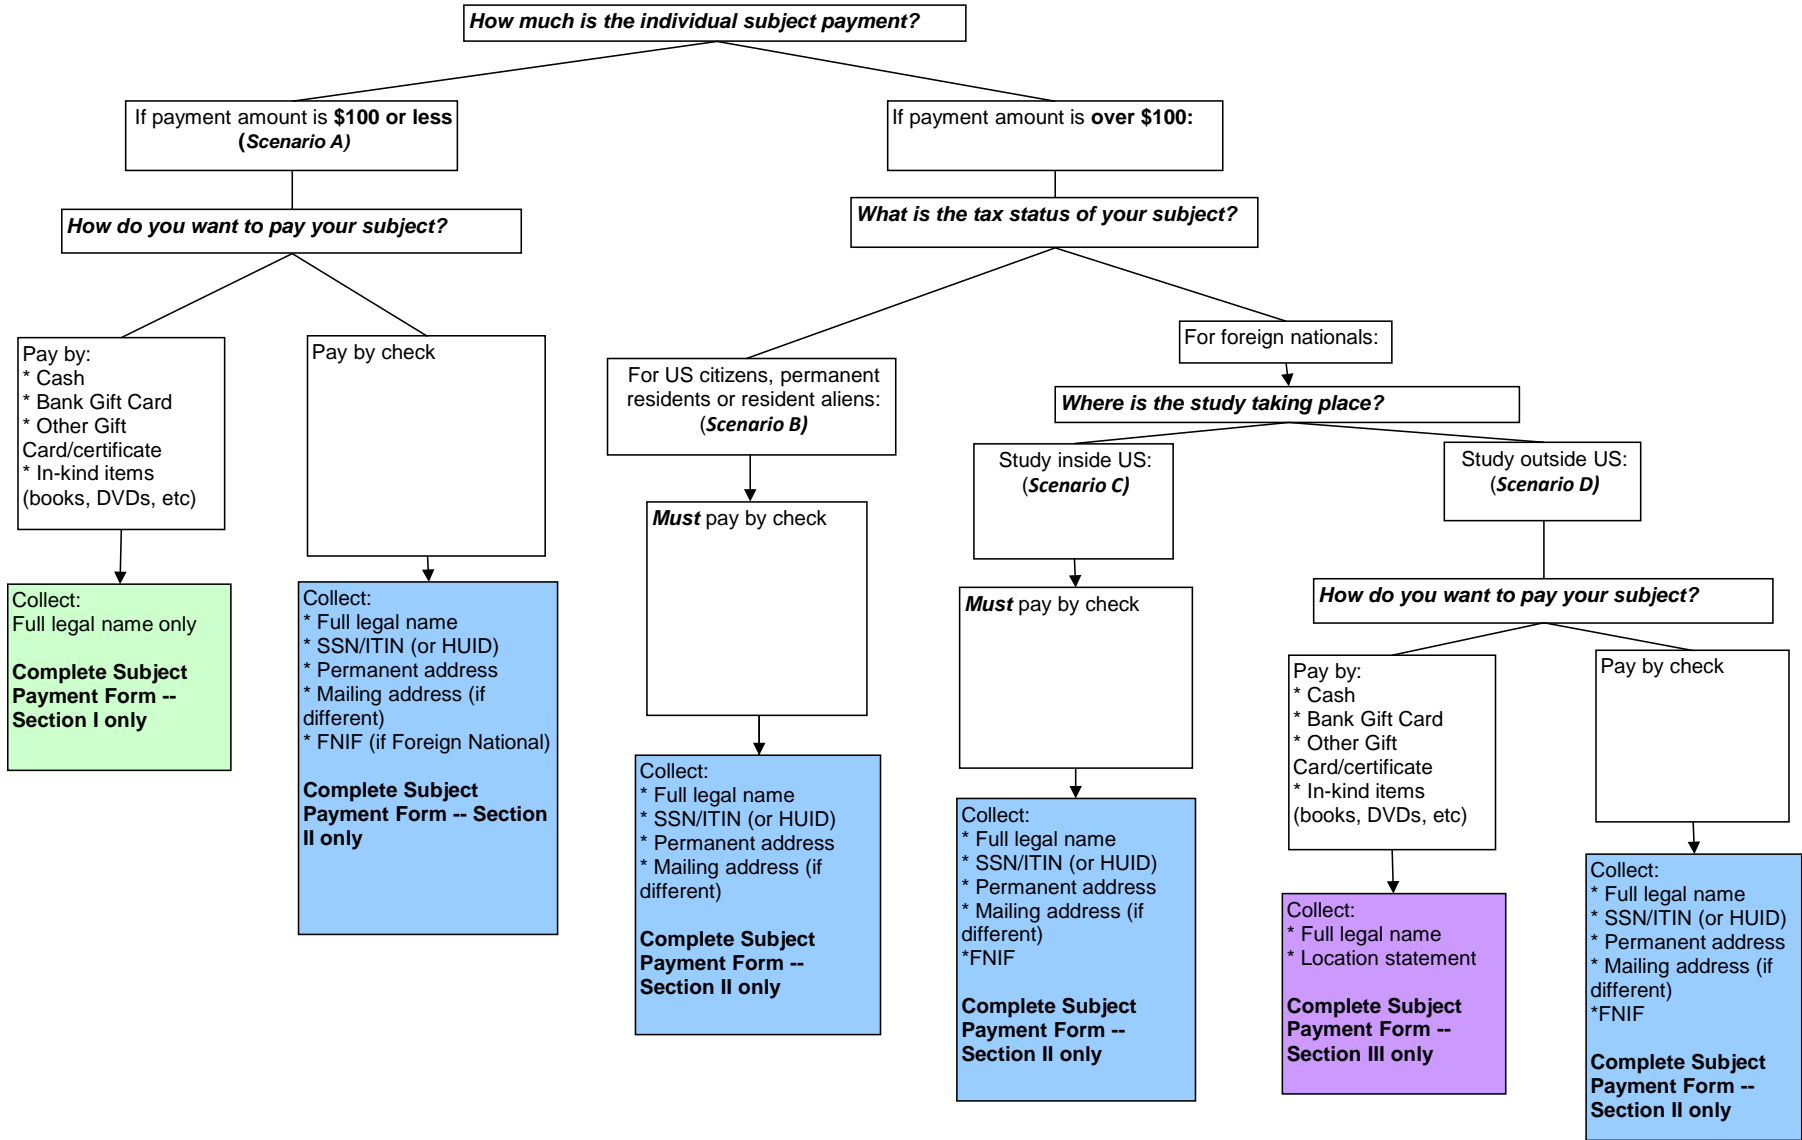 How much is the individual subject payment?
If payment amount is $100 or less
(Scenario A)
If payment amount is over $100:
How do you want to pay your subject?
What is the tax status of your subject?
Pay by:
* Cash
* Bank Gift Card
* Other Gift
Card/certificate
* In-kind items
(books, DVDs, etc)
Pay by check
For US citizens, permanent
residents or resident aliens:
(Scenario B)
For foreign nationals:
Where is the study taking place?
Study inside US:
(Scenario C)
Study outside US:
(Scenario D)
Must pay by check
Must pay by check
How do you want to pay your subject?
Pay by:
* Cash
* Bank Gift Card
* Other Gift
Card/certificate
* In-kind items
(books, DVDs, etc)
Pay by check
Collect:
Full legal name only
Complete Subject
Payment Form --
Section I only
Collect:
* Full legal name
* SSN/ITIN (or HUID)
* Permanent address
* Mailing address (if
different)
* FNIF (if Foreign National)
Complete Subject
Payment Form -- Section
II only
Collect:
* Full legal name
* SSN/ITIN (or HUID)
* Permanent address
* Mailing address (if
different)
Complete Subject
Payment Form --
Section II only
Collect:
* Full legal name
* SSN/ITIN (or HUID)
* Permanent address
* Mailing address (if
different)
*FNIF
Complete Subject
Payment Form --
Section II only
Collect:
* Full legal name
* Location statement
Complete Subject
Payment Form --
Section III only
Collect:
* Full legal name
* SSN/ITIN (or HUID)
* Permanent address
* Mailing address (if
different)
*FNIF
Complete Subject
Payment Form --
Section II only